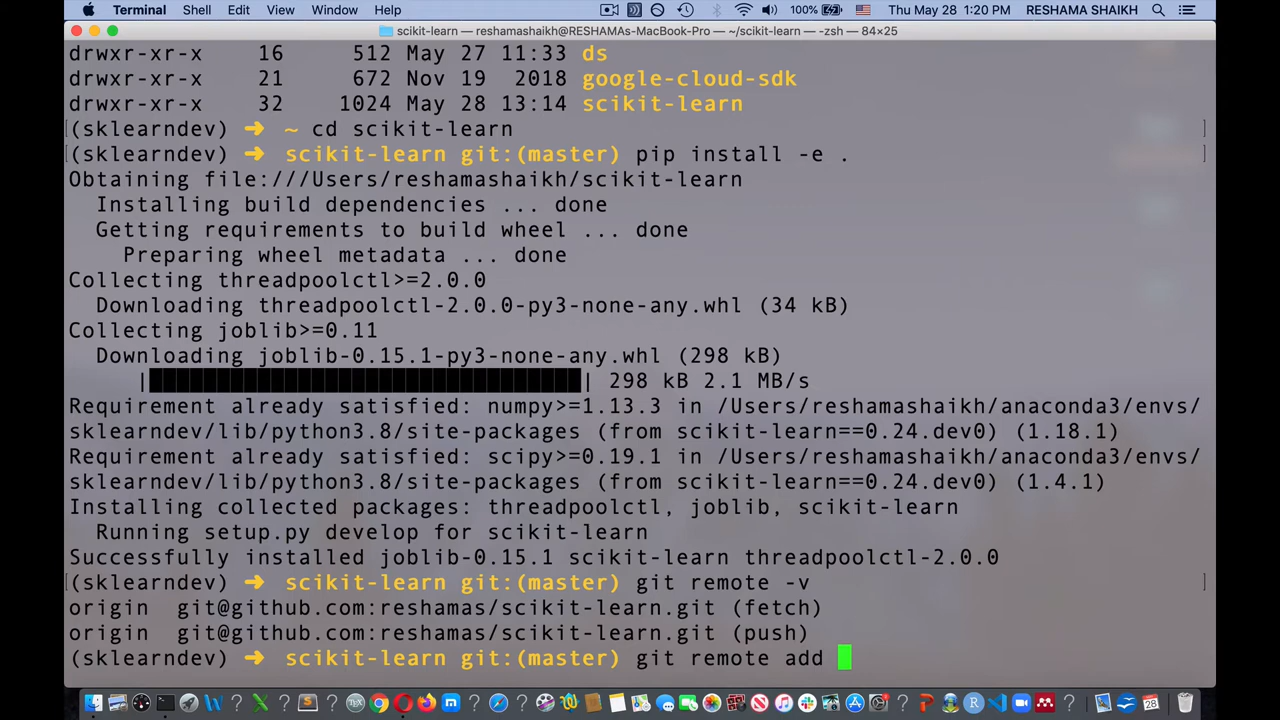 Terminal Shell Edit View Window Help 100% Thu May 28 1:20 PM RESHAMA SHAIKH
scikit-learn — reshamashaikh@RESHAMAs-MacBook-Pro — ~/scikit-learn — -zsh — 84×25
drwxr-xr-x 16 512 May 27 11:33 ds
drwxr-xr-x 21 672 Nov 19 2018 google-cloud-sdk
drwxr-xr-x 32 1024 May 28 13:14 scikit-learn
(sklearndev) ➜ ~ cd scikit-learn
(sklearndev) ➜ scikit-learn git:(master) pip install -e .
Obtaining file:///Users/reshamashaikh/scikit-learn
Installing build dependencies ... done
Getting requirements to build wheel ... done
Preparing wheel metadata ... done
Collecting threadpoolctl>=2.0.0
Downloading threadpoolctl-2.0.0-py3-none-any.whl (34 kB)
Collecting joblib>=0.11
Downloading joblib-0.15.1-py3-none-any.whl (298 kB)
|████████████████████████████████| 298 kB 2.1 MB/s
Requirement already satisfied: numpy>=1.13.3 in /Users/reshamashaikh/anaconda3/envs/
sklearndev/lib/python3.8/site-packages (from scikit-learn==0.24.dev0) (1.18.1)
Requirement already satisfied: scipy>=0.19.1 in /Users/reshamashaikh/anaconda3/envs/
sklearndev/lib/python3.8/site-packages (from scikit-learn==0.24.dev0) (1.4.1)
Installing collected packages: threadpoolctl, joblib, scikit-learn
Running setup.py develop for scikit-learn
Successfully installed joblib-0.15.1 scikit-learn threadpoolctl-2.0.0
(sklearndev) ➜ scikit-learn git:(master) git remote -v
origin git@github.com:reshamas/scikit-learn.git (fetch)
origin git@github.com:reshamas/scikit-learn.git (push)
(sklearndev) ➜ scikit-learn git:(master) git remote add